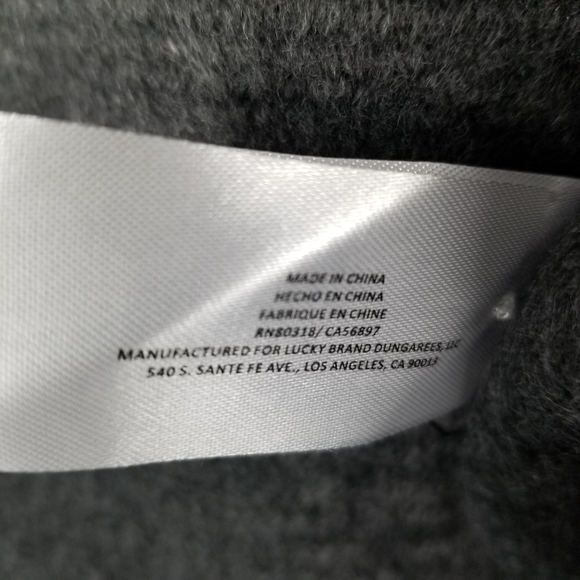 MADE IN CHINA
HECHO EN CHINA
FABRIQUE EN CHINE
RN80318/ CA56897
MANUFACTURED FOR LUCKY BRAND DUNGAREES, LLC
540 S. SANTE FE AVE., LOS ANGELES, CA 90013